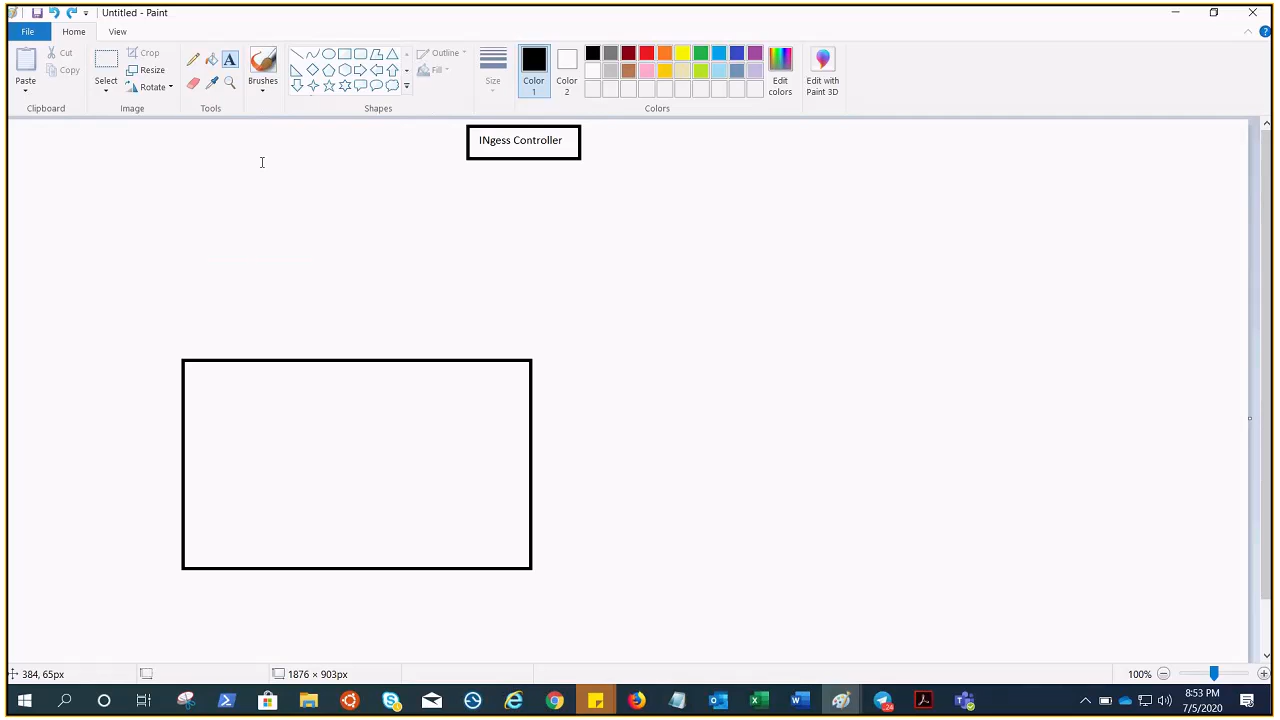 Untitled - Paint
File
Home
View
Paste
Cut
Copy
Clipboard
Select
Crop
Resize
Rotate
Image
A
Tools
Brushes
Outline
Fill
Shapes
Size
Color
1
Color
2
Edit
colors
Colors
Edit with
Paint 3D
INgess Controller
384, 65px
1876 × 903px
100%
8:53 PM
7/5/2020